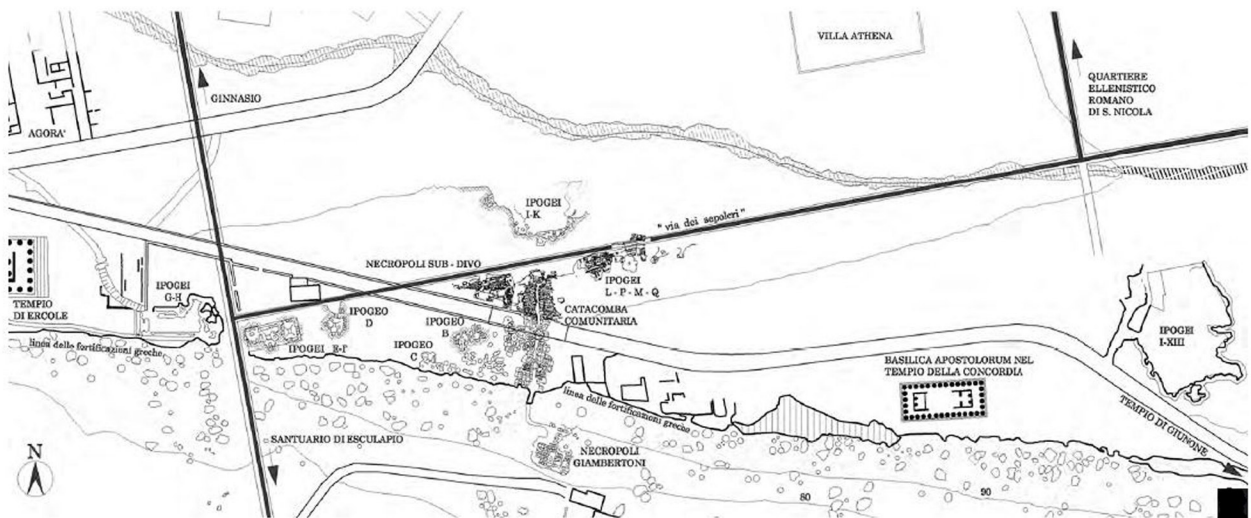 VILLA ATHENA
QUARTIERE
ELLENISTICO
ROMANO
DI S. NICOLA
GINNASIO
AGORA'
IPOGEI
I-K
" via dei sepolcri "
NECROPOLI SUB - DIVO
IPOGEI
L - P - M - Q
CATACOMBA
COMUNITARIA
IPOGEI
G-H
TEMPIO
DI ERCOLE
linea delle fortificazioni greche
IPOGEO
D
IPOGEI E-F
IPOGEO
B
IPOGEO
C
IPOGEI
I-XIII
BASILICA APOSTOLORUM NEL
TEMPIO DELLA CONCORDIA
TEMPIO DI GIUNONE
linea delle fortificazioni greche
SANTUARIO DI ESCULAPIO
NECROPOLI
GIAMBERTONI
N
80
90